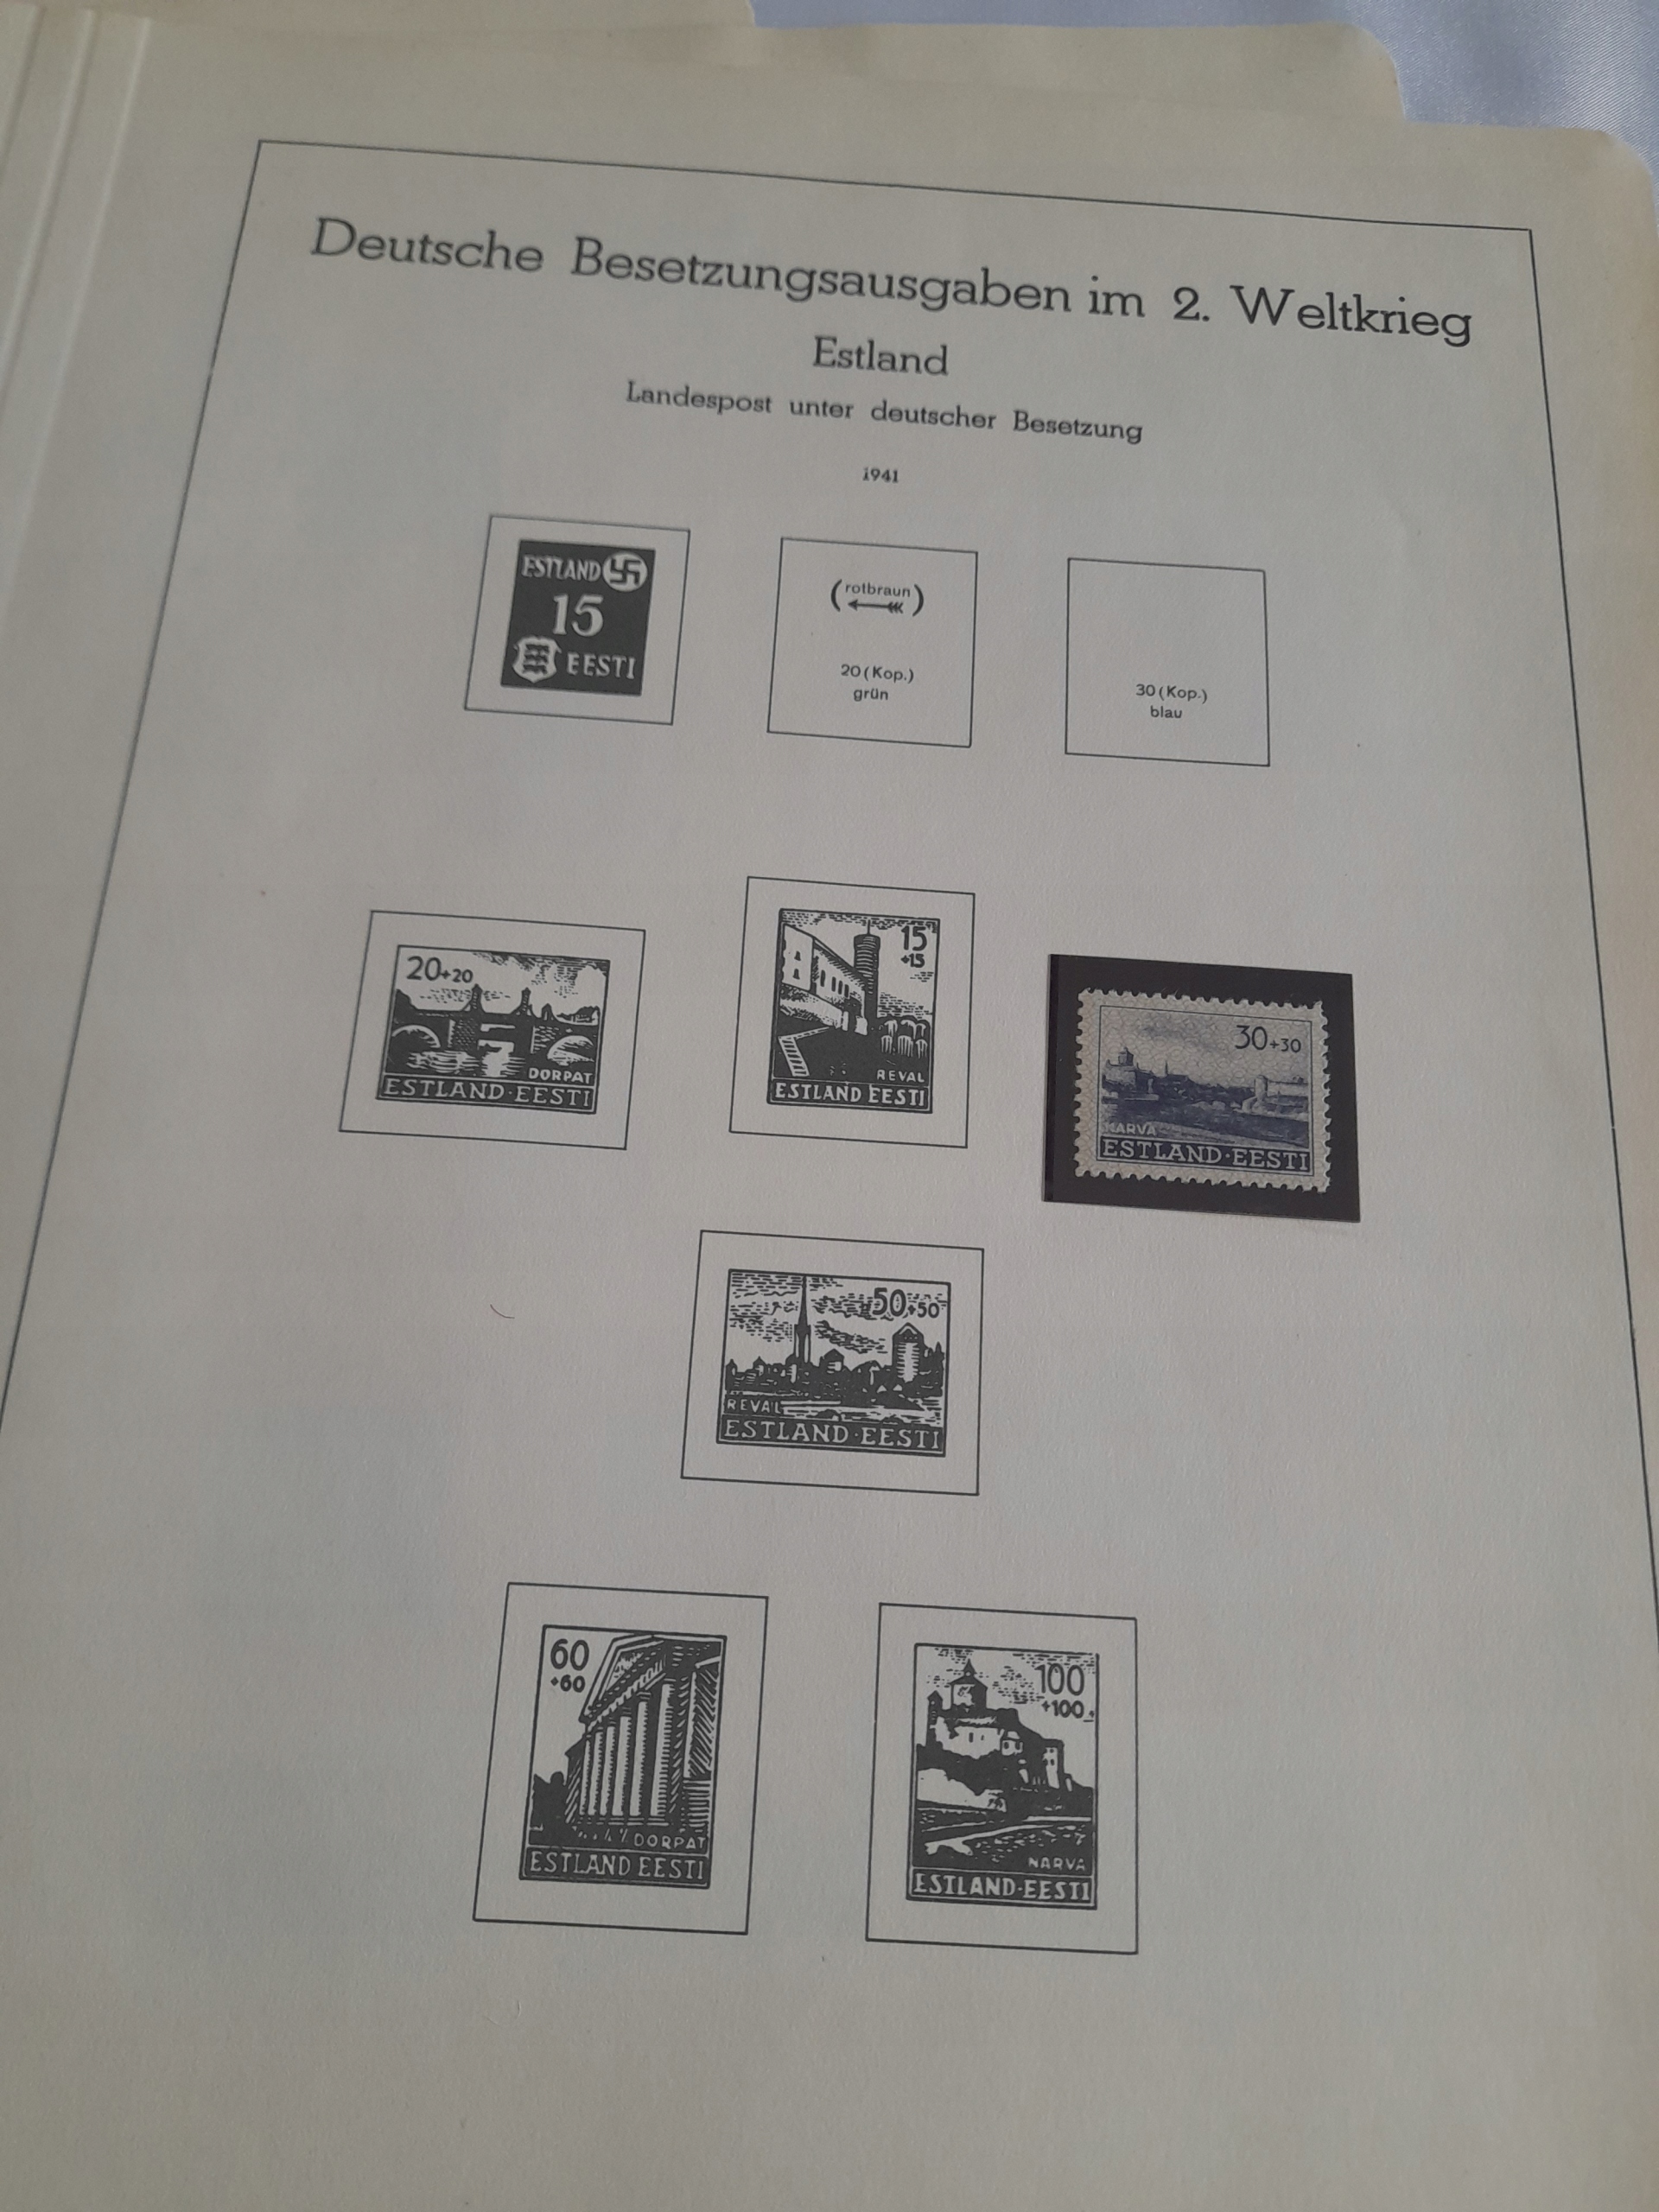 Deutsche Besetzungsausgaben im 2. Weltkrieg
Estland
Landespost unter deutscher Besetzung
1941
ESTLAND
15
EESTI
(rotbraun)
20 (Kop.)
grün
30 (Kop.)
blau
20+20
DORPAT
ESTLAND·EESTI
15
+15
REVAL
ESTLAND EESTI
30+30
NARVA
ESTLAND·EESTI
50+50
REVAL
ESTLAND·EESTI
60
+60
DORPAT
ESTLAND EESTI
100
+100
NARVA
ESTLAND·EESTI